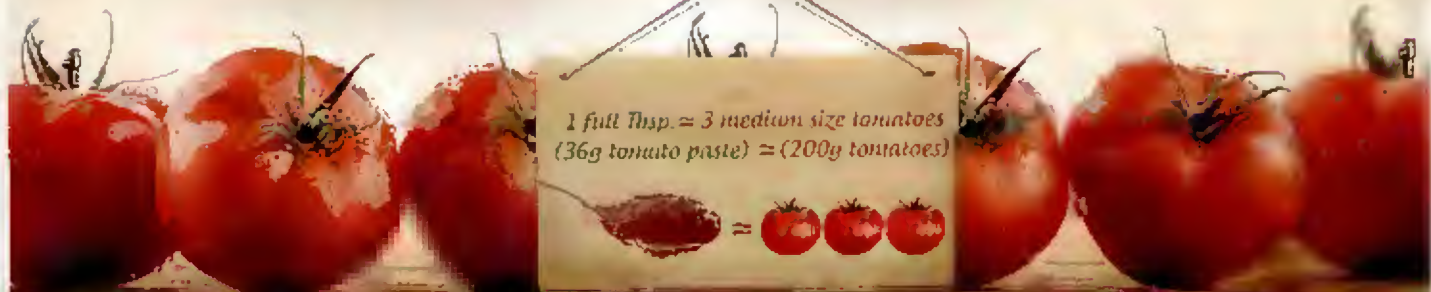 1 full Tbsp. ≃ 3 medium size tomatoes
(36g tomato paste) ≃ (200g tomatoes)
≃